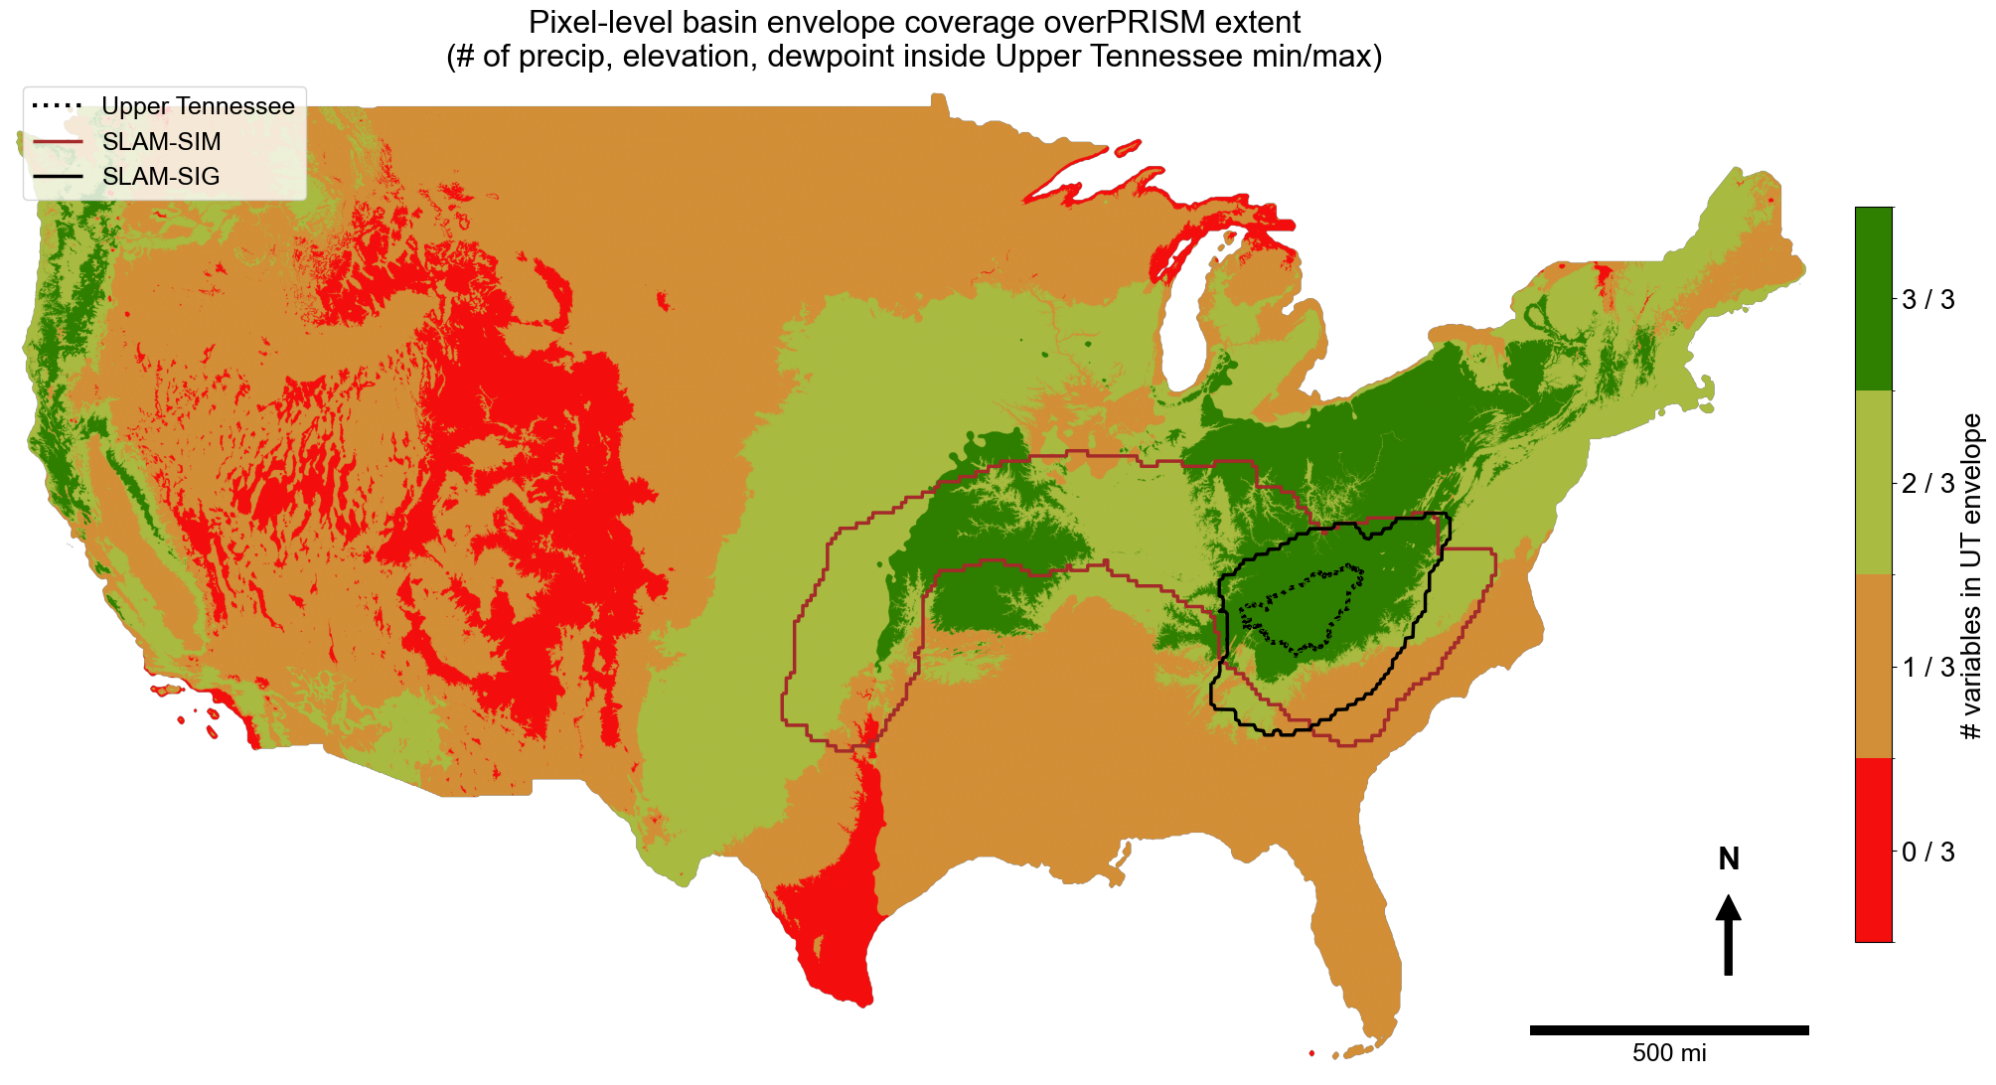 Pixel-level basin envelope coverage overPRISM extent
(# of precip, elevation, dewpoint inside Upper Tennessee min/max)
Upper Tennessee
SLAM-SIM
SLAM-SIG
3 / 3
2 / 3
1 / 3
0 / 3
# variables in UT envelope
N
500 mi